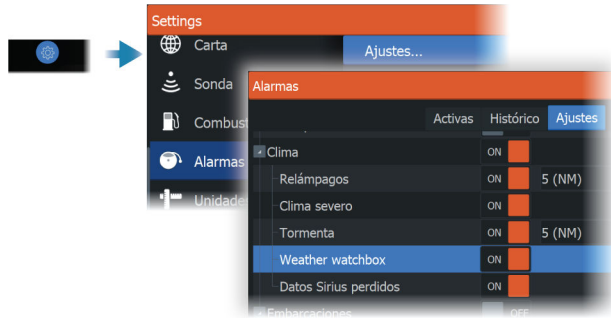 Settings
Carta
Ajustes...
Sonda
Combust
Alarmas
Unidade
Alarmas
Activas Histórico Ajustes
Clima ON
Relámpagos ON 5 (NM)
Clima severo ON
Tormenta ON 5 (NM)
Weather watchbox ON
Datos Sirius perdidos ON
Embarcaciones OFF